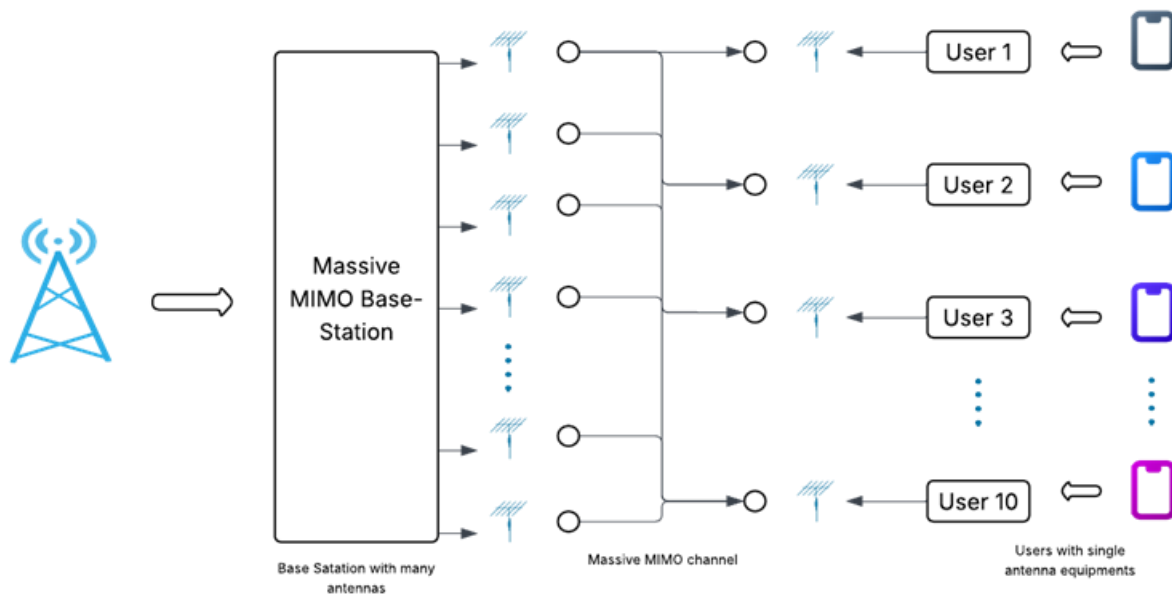 User 1
User 2
Massive
MIMO Base-
Station
User 3
User 10
Base Satation with many
antennas
Massive MIMO channel
Users with single
antenna equipments